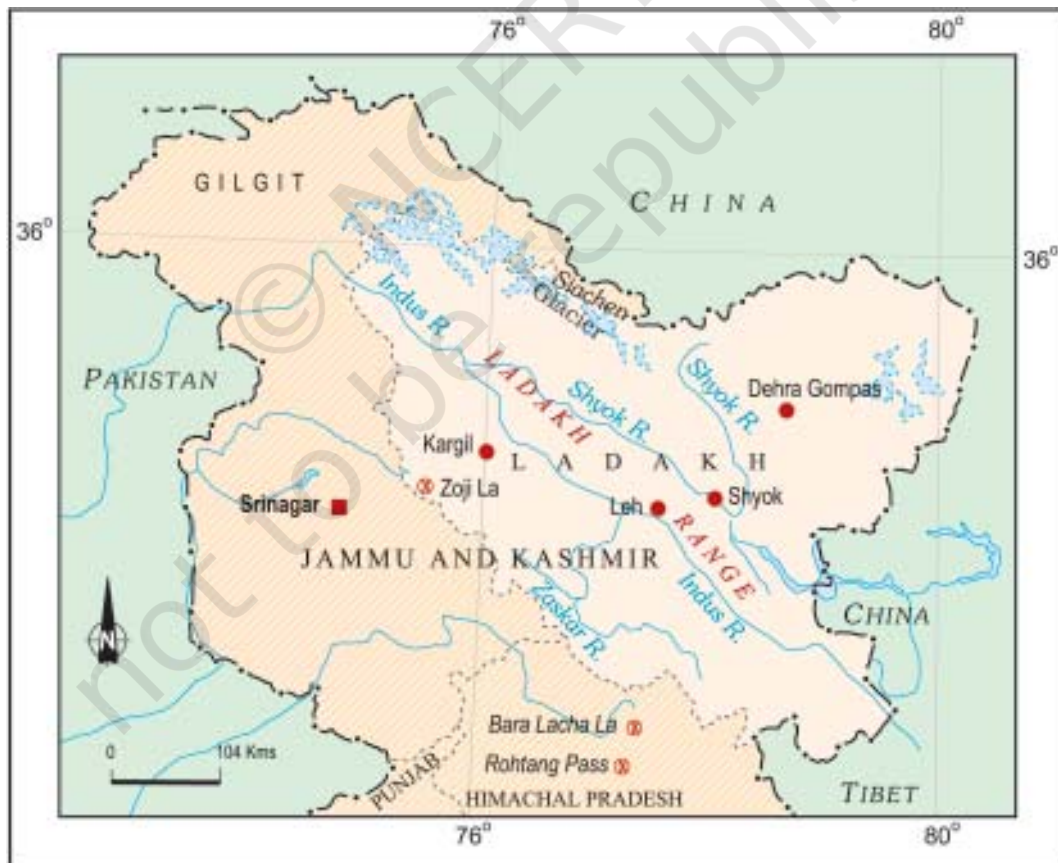 76°
80°
GILGIT
CHINA
36°
36°
Siachen
Glacier
Indus R.
LADAKH
Shyok R.
Shyok R.
PAKISTAN
Dehra Gompas
Kargil
LADAKH
Zoji La
Srinagar
Leh
Shyok
RANGE
JAMMU AND KASHMIR
Zaskar R.
Indus R.
CHINA
N
Bara Lacha La
0
104 Kms
Rohtang Pass
PUNJAB
HIMACHAL PRADESH
TIBET
76°
80°
© NCER
not to be republi